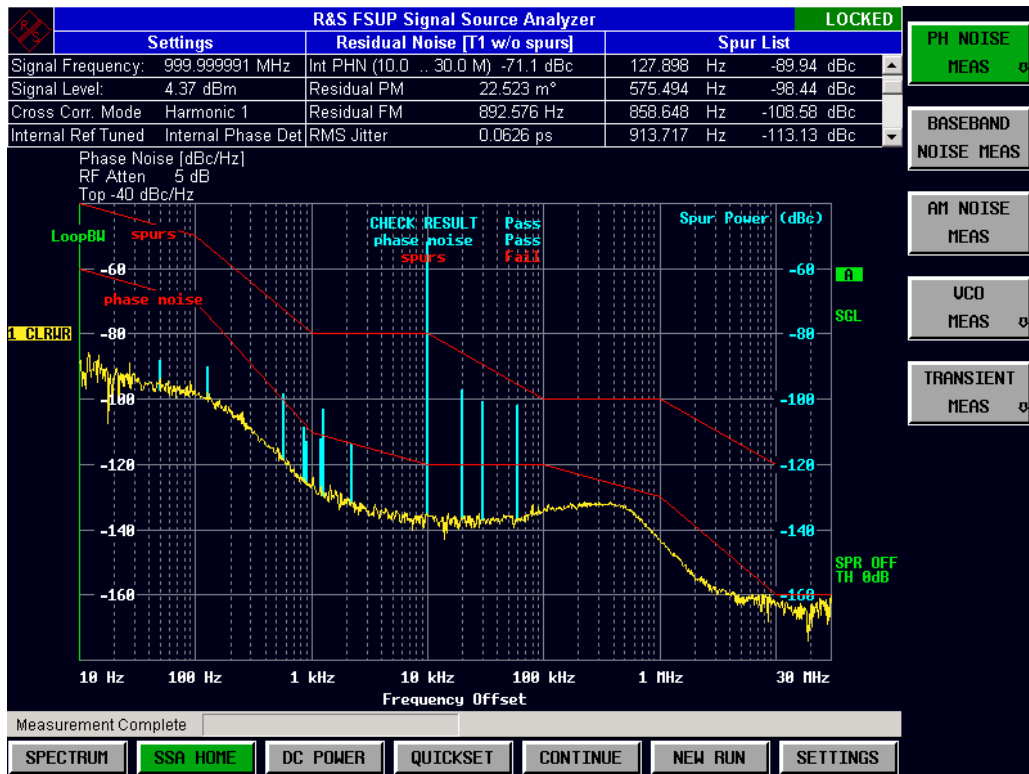 R&S FSUP Signal Source Analyzer LOCKED
R&S
Settings Residual Noise [T1 w/o spurs] Spur List
Signal Frequency: 999.999991 MHz Int PHN (10.0 .. 30.0 M) -71.1 dBc 127.898 Hz -89.94 dBc
Signal Level: 4.37 dBm Residual PM 22.523 m° 575.494 Hz -98.44 dBc
Cross Corr. Mode Harmonic 1 Residual FM 892.576 Hz 858.648 Hz -108.58 dBc
Internal Ref Tuned Internal Phase Det RMS Jitter 0.0626 ps 913.717 Hz -113.13 dBc
Phase Noise [dBc/Hz]
RF Atten 5 dB
Top -40 dBc/Hz
CHECK RESULT Pass
phase noise Pass
spurs Fail
Spur Power (dBc)
LoopBW spurs
-60 -60 A
phase noise
SGL
1 CLRWR -80 -80
-100 -100
-120 -120
-140 -140
SPR OFF
TH 0dB
-160 -160
10 Hz 100 Hz 1 kHz 10 kHz 100 kHz 1 MHz 30 MHz
Frequency Offset
Measurement Complete
SPECTRUM SSA HOME DC POWER QUICKSET CONTINUE NEW RUN SETTINGS
PH NOISE
MEAS
BASEBAND
NOISE MEAS
AM NOISE
MEAS
VCO
MEAS
TRANSIENT
MEAS